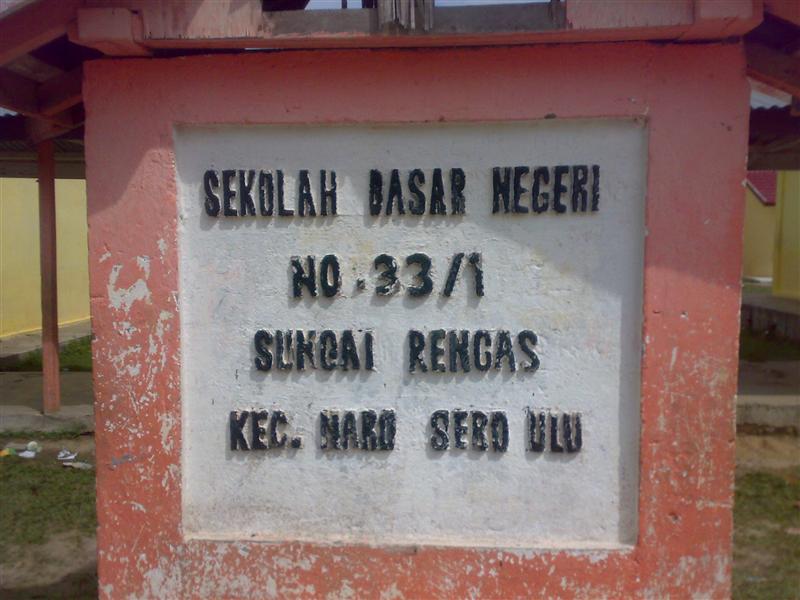 SEKOLAH DASAR NEGERI
NO.33/1
SUNGAI RENGAS
KEC. MARO SEBO ULU